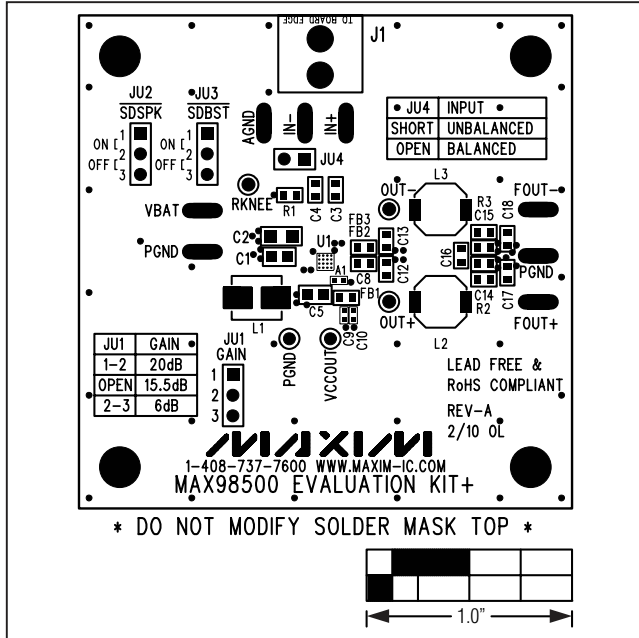 TO BOARD EDGE
J1
JU2
SDSPK
ON [ 1
2
OFF [ 3
JU3
SDBST
ON [ 1
2
OFF [ 3
AGND
IN-
IN+
JU4 INPUT
SHORT UNBALANCED
OPEN BALANCED
JU4
RKNEE
R1
C4
C3
OUT-
L3
FOUT-
VBAT
FB3
FB2
C13
R3
C15
C18
PGND
C2
C1
U1
C16
PGND
A1
C8
C12
FB1
C14
R2
C17
L1
C5
C9
C10
OUT+
L2
FOUT+
PGND
VCCOUT
JU1 GAIN
1-2 20dB
OPEN 15.5dB
2-3 6dB
JU1
GAIN
1
2
3
LEAD FREE &
RoHS COMPLIANT
REV-A
2/10 OL
MAXIM
1-408-737-7600 WWW.MAXIM-IC.COM
MAX98500 EVALUATION KIT+
* DO NOT MODIFY SOLDER MASK TOP *
1.0"